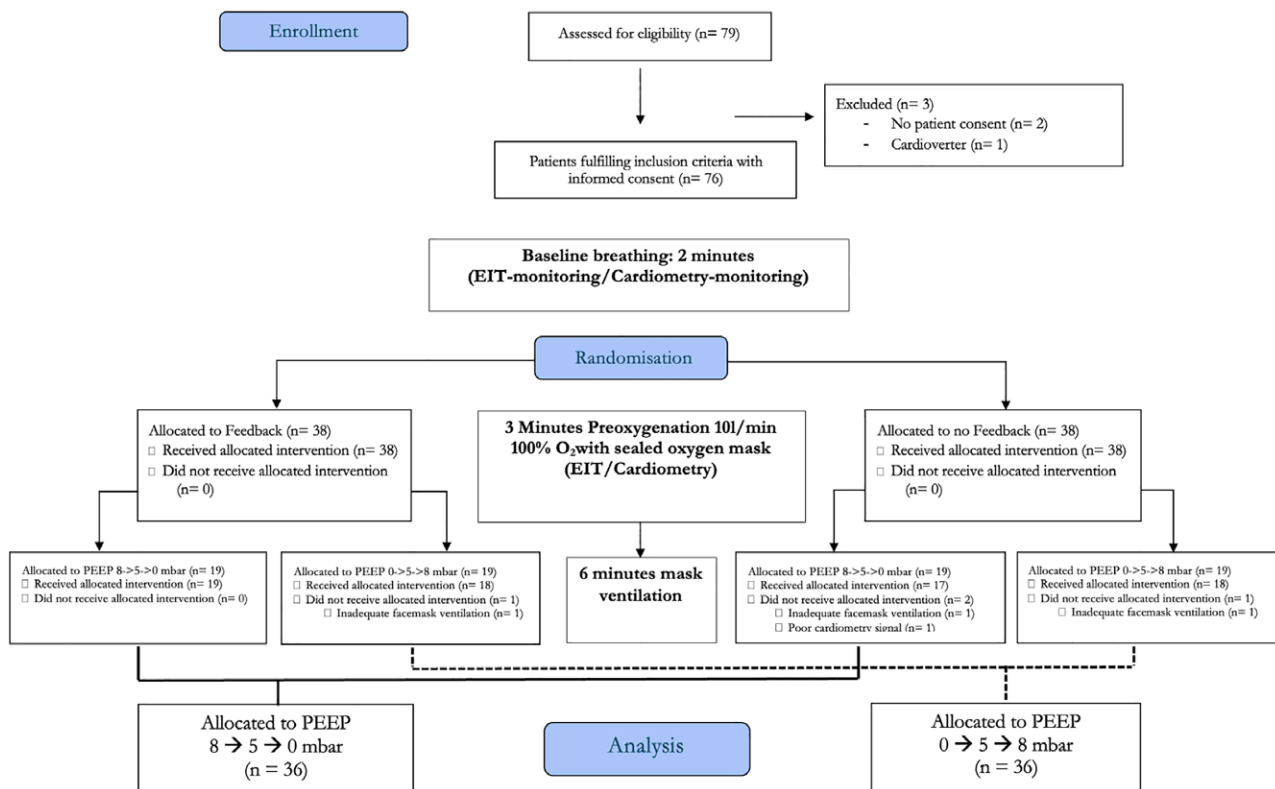 Enrollment
Assessed for eligibility (n= 79)
Excluded (n= 3)
- No patient consent (n= 2)
- Cardioverter (n= 1)
Patients fulfilling inclusion criteria with
informed consent (n= 76)
Baseline breathing: 2 minutes
(EIT-monitoring/Cardiometry-monitoring)
Randomisation
Allocated to Feedback (n= 38)
□ Received allocated intervention (n= 38)
□ Did not receive allocated intervention
(n= 0)
3 Minutes Preoxygenation 10l/min
100% O₂with sealed oxygen mask
(EIT/Cardiometry)
Allocated to no Feedback (n= 38)
□ Received allocated intervention (n= 38)
□ Did not receive allocated intervention
(n= 0)
Allocated to PEEP 8->5->0 mbar (n= 19)
□ Received allocated intervention (n= 19)
□ Did not receive allocated intervention (n= 0)
Allocated to PEEP 0->5->8 mbar (n= 19)
□ Received allocated intervention (n= 18)
□ Did not receive allocated intervention (n= 1)
□ Inadequate facemask ventilation (n= 1)
6 minutes mask
ventilation
Allocated to PEEP 8->5->0 mbar (n= 19)
□ Received allocated intervention (n= 17)
□ Did not receive allocated intervention (n= 2)
□ Inadequate facemask ventilation (n= 1)
□ Poor cardiometry signal (n= 1)
Allocated to PEEP 0->5->8 mbar (n= 19)
□ Received allocated intervention (n= 18)
□ Did not receive allocated intervention (n= 1)
□ Inadequate facemask ventilation (n= 1)
Allocated to PEEP
8 → 5 → 0 mbar
(n = 36)
Analysis
Allocated to PEEP
0 → 5 → 8 mbar
(n = 36)